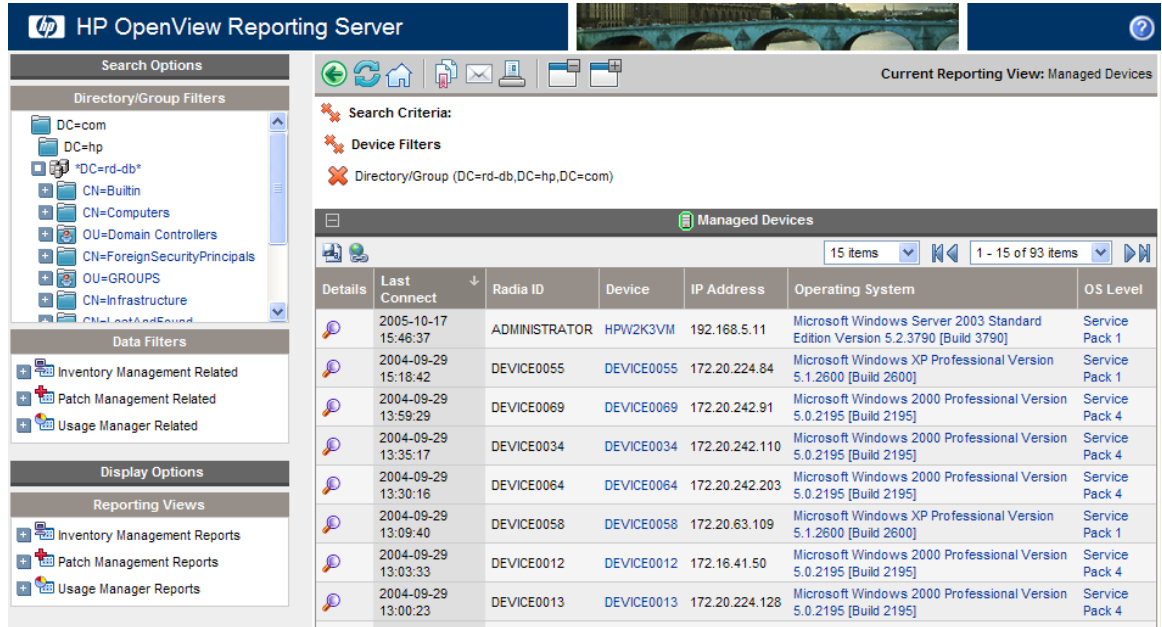 hp HP OpenView Reporting Server
?
Search Options
Directory/Group Filters
DC=com
DC=hp
*DC=rd-db*
CN=Builtin
CN=Computers
OU=Domain Controllers
CN=ForeignSecurityPrincipals
OU=GROUPS
CN=Infrastructure
CN=LostAndFound
Data Filters
Inventory Management Related
Patch Management Related
Usage Manager Related
Display Options
Reporting Views
Inventory Management Reports
Patch Management Reports
Usage Manager Reports
Current Reporting View: Managed Devices
Search Criteria:
Device Filters
Directory/Group (DC=rd-db,DC=hp,DC=com)
Managed Devices
15 items 1 - 15 of 93 items
Details Last Connect Radia ID Device IP Address Operating System OS Level
2005-10-17 15:46:37 ADMINISTRATOR HPW2K3VM 192.168.5.11 Microsoft Windows Server 2003 Standard Edition Version 5.2.3790 [Build 3790] Service Pack 1
2004-09-29 15:18:42 DEVICE0055 DEVICE0055 172.20.224.84 Microsoft Windows XP Professional Version 5.1.2600 [Build 2600] Service Pack 1
2004-09-29 13:59:29 DEVICE0069 DEVICE0069 172.20.242.91 Microsoft Windows 2000 Professional Version 5.0.2195 [Build 2195] Service Pack 4
2004-09-29 13:35:17 DEVICE0034 DEVICE0034 172.20.242.110 Microsoft Windows 2000 Professional Version 5.0.2195 [Build 2195] Service Pack 4
2004-09-29 13:30:16 DEVICE0064 DEVICE0064 172.20.242.203 Microsoft Windows 2000 Professional Version 5.0.2195 [Build 2195] Service Pack 4
2004-09-29 13:09:40 DEVICE0058 DEVICE0058 172.20.63.109 Microsoft Windows XP Professional Version 5.1.2600 [Build 2600] Service Pack 1
2004-09-29 13:03:33 DEVICE0012 DEVICE0012 172.16.41.50 Microsoft Windows 2000 Professional Version 5.0.2195 [Build 2195] Service Pack 4
2004-09-29 13:00:23 DEVICE0013 DEVICE0013 172.20.224.128 Microsoft Windows 2000 Professional Version 5.0.2195 [Build 2195] Service Pack 4